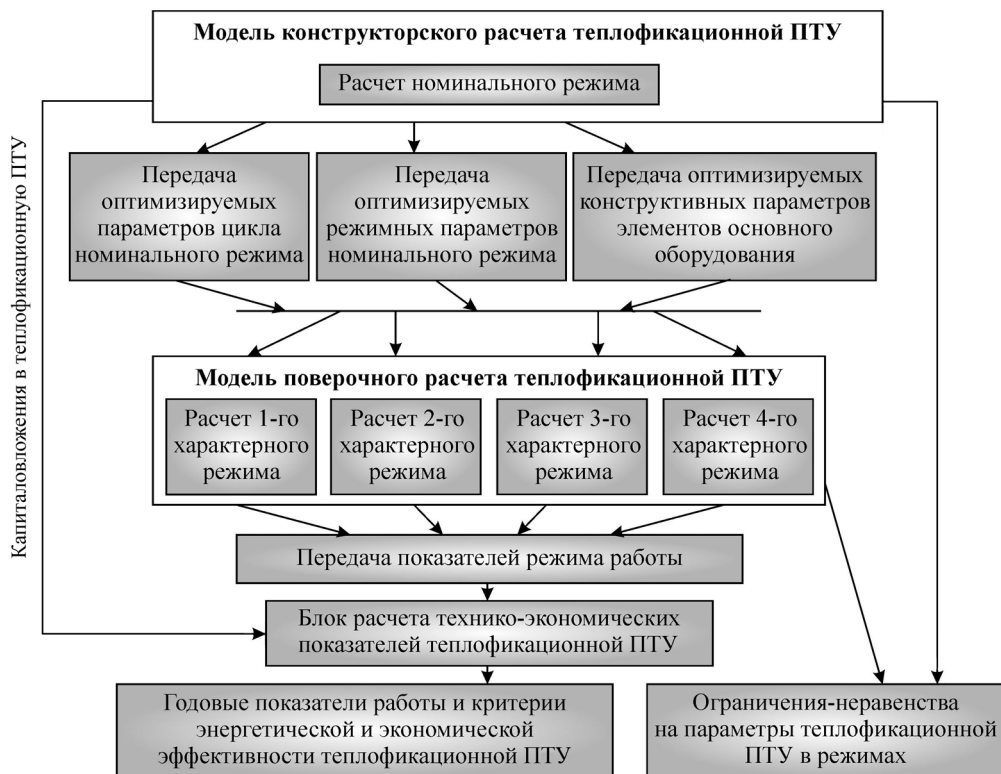 Модель конструкторского расчета теплофикационной ПТУ
Расчет номинального режима
Капиталовложения в теплофикационную ПТУ
Передача
оптимизируемых
параметров цикла
номинального режима
Передача
оптимизируемых
режимных параметров
номинального режима
Передача оптимизируемых
конструктивных параметров
элементов основного
оборудования
Модель поверочного расчета теплофикационной ПТУ
Расчет 1-го
характерного
режима
Расчет 2-го
характерного
режима
Расчет 3-го
характерного
режима
Расчет 4-го
характерного
режима
Передача показателей режима работы
Блок расчета технико-экономических
показателей теплофикационной ПТУ
Годовые показатели работы и критерии
энергетической и экономической
эффективности теплофикационной ПТУ
Ограничения-неравенства
на параметры теплофикационной
ПТУ в режимах